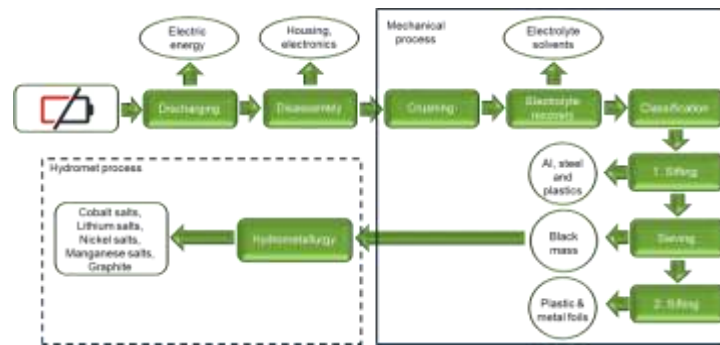 Electric
energy
Housing,
electronics
Mechanical
process
Electrolyte
solvents
Discharging
Disassembly
Crushing
Electrolyte
recovery
Classification
Hydromet process
Al, steel
and
plastics
1. Sifting
Cobalt salts,
Lithium salts,
Nickel salts,
Manganese salts,
Graphite
Hydrometallurgy
Black
mass
Sieving
Plastic &
metal foils
2. Sifting